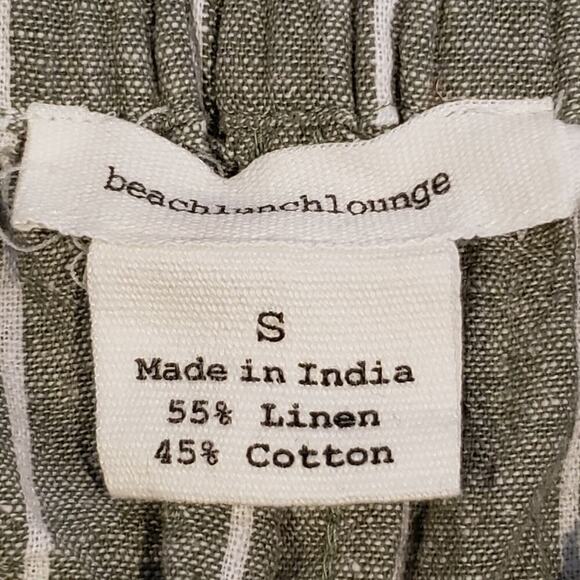 beachlunchlounge
S
Made in India
55% Linen
45% Cotton